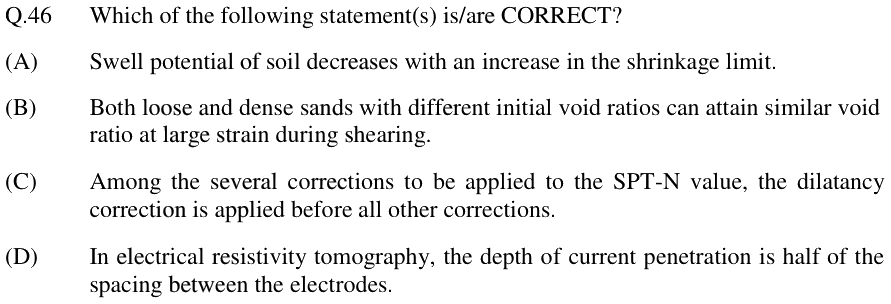 Q.46 Which of the following statement(s) is/are CORRECT?
(A) Swell potential of soil decreases with an increase in the shrinkage limit.
(B) Both loose and dense sands with different initial void ratios can attain similar void
ratio at large strain during shearing.
(C) Among the several corrections to be applied to the SPT-N value, the dilatancy
correction is applied before all other corrections.
(D) In electrical resistivity tomography, the depth of current penetration is half of the
spacing between the electrodes.